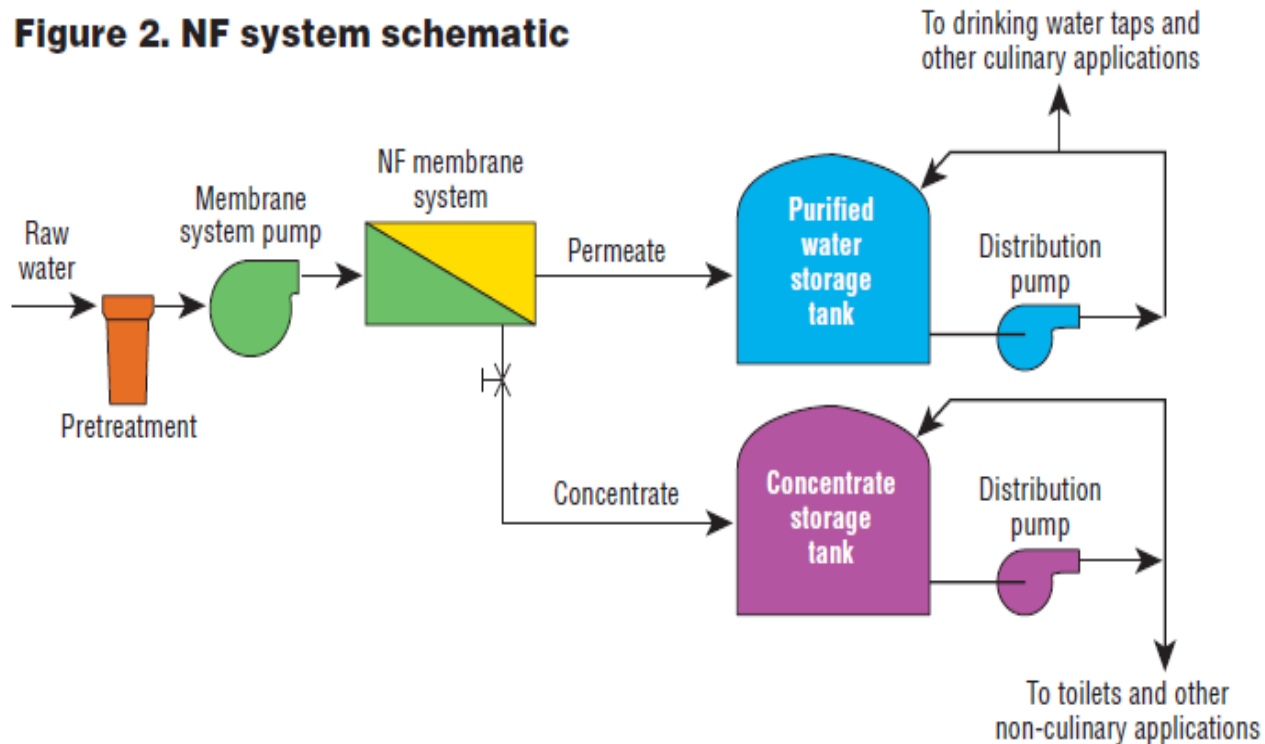 Figure 2. NF system schematic
To drinking water taps and
other culinary applications
NF membrane
system
Membrane
system pump
Raw
water
Permeate
Purified
water
storage
tank
Distribution
pump
Pretreatment
Concentrate
Concentrate
storage
tank
Distribution
pump
To toilets and other
non-culinary applications